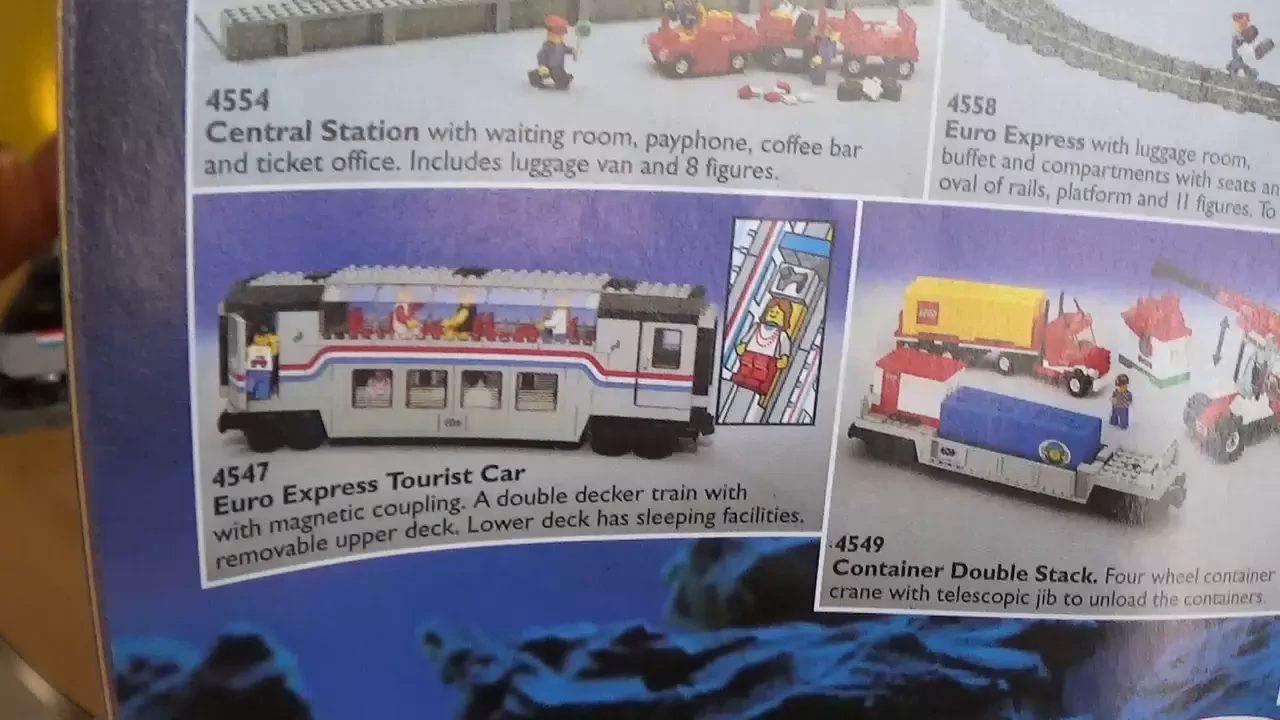 4554
Central Station with waiting room, payphone, coffee bar
and ticket office. Includes luggage van and 8 figures.
4558
Euro Express with luggage room,
buffet and compartments with seats an
oval of rails, platform and 11 figures. To
4547
Euro Express Tourist Car
with magnetic coupling. A double decker train with
removable upper deck. Lower deck has sleeping facilities.
LEGO
4549
Container Double Stack. Four wheel container
crane with telescopic jib to unload the containers.